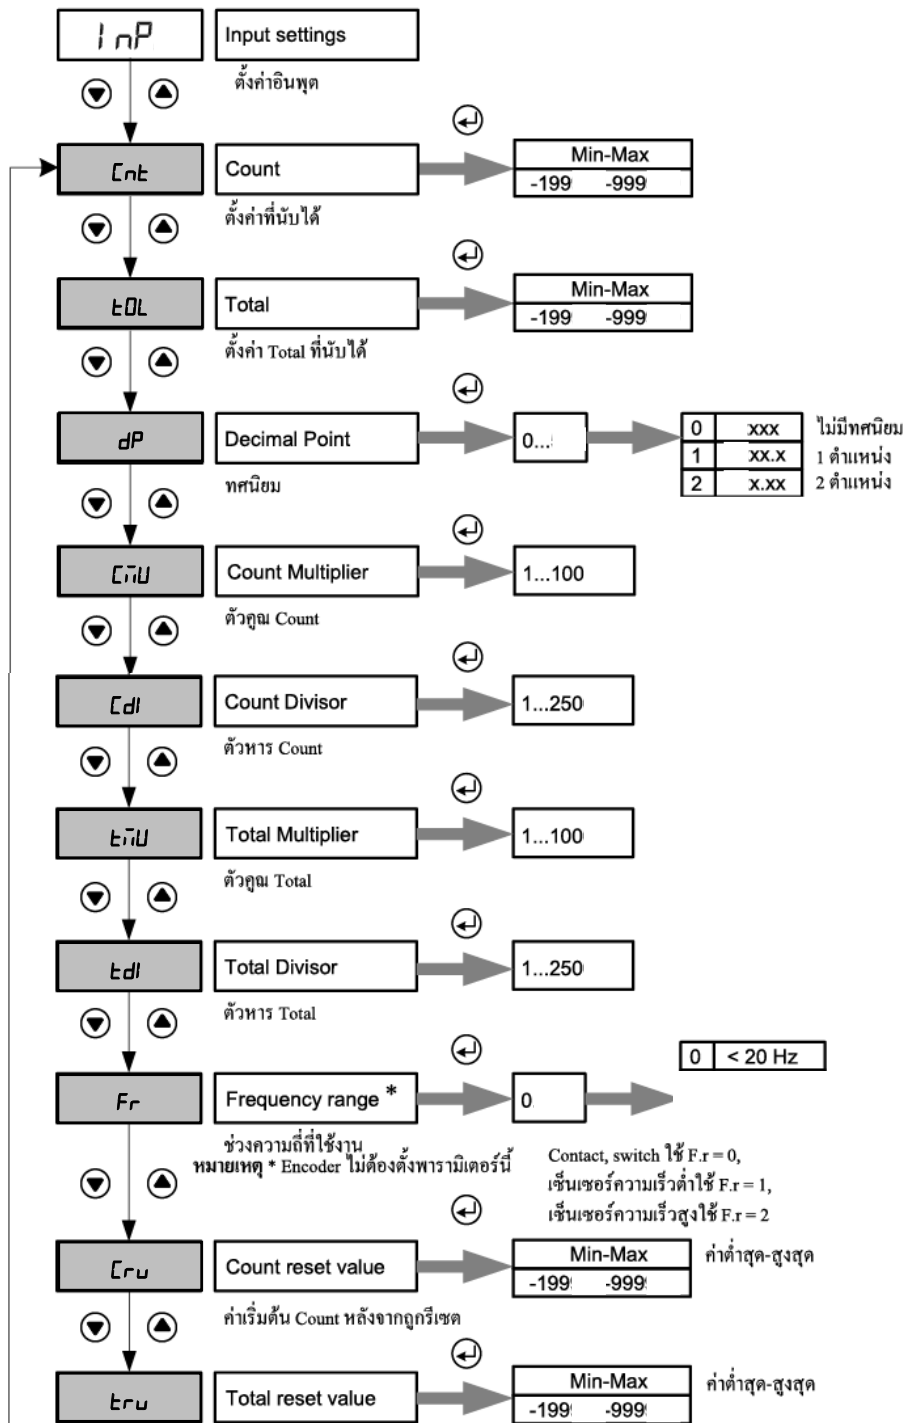 InP Input settings
ตั้งค่าอินพุต
Cnt Count Min-Max
-199 -999
ตั้งค่าที่นับได้
tOL Total Min-Max
-199 -999
ตั้งค่า Total ที่นับได้
dP Decimal Point 0... 0 xxx ไม่มีทศนิยม
1 xx.x 1 ตำแหน่ง
2 x.xx 2 ตำแหน่ง
ทศนิยม
CmU Count Multiplier 1...100
ตัวคูณ Count
CdI Count Divisor 1...250
ตัวหาร Count
tmU Total Multiplier 1...100
ตัวคูณ Total
tdI Total Divisor 1...250
ตัวหาร Total
0 < 20 Hz
Fr Frequency range * 0
ช่วงความถี่ที่ใช้งาน
หมายเหตุ * Encoder ไม่ต้องตั้งพารามิเตอร์นี้
Contact, switch ใช้ F.r = 0,
เซ็นเซอร์ความเร็วต่ำใช้ F.r = 1,
เซ็นเซอร์ความเร็วสูงใช้ F.r = 2
Cru Count reset value Min-Max ค่าต่ำสุด-สูงสุด
-199 -999
ค่าเริ่มต้น Count หลังจากถูกรีเซต
tru Total reset value Min-Max ค่าต่ำสุด-สูงสุด
-199 -999